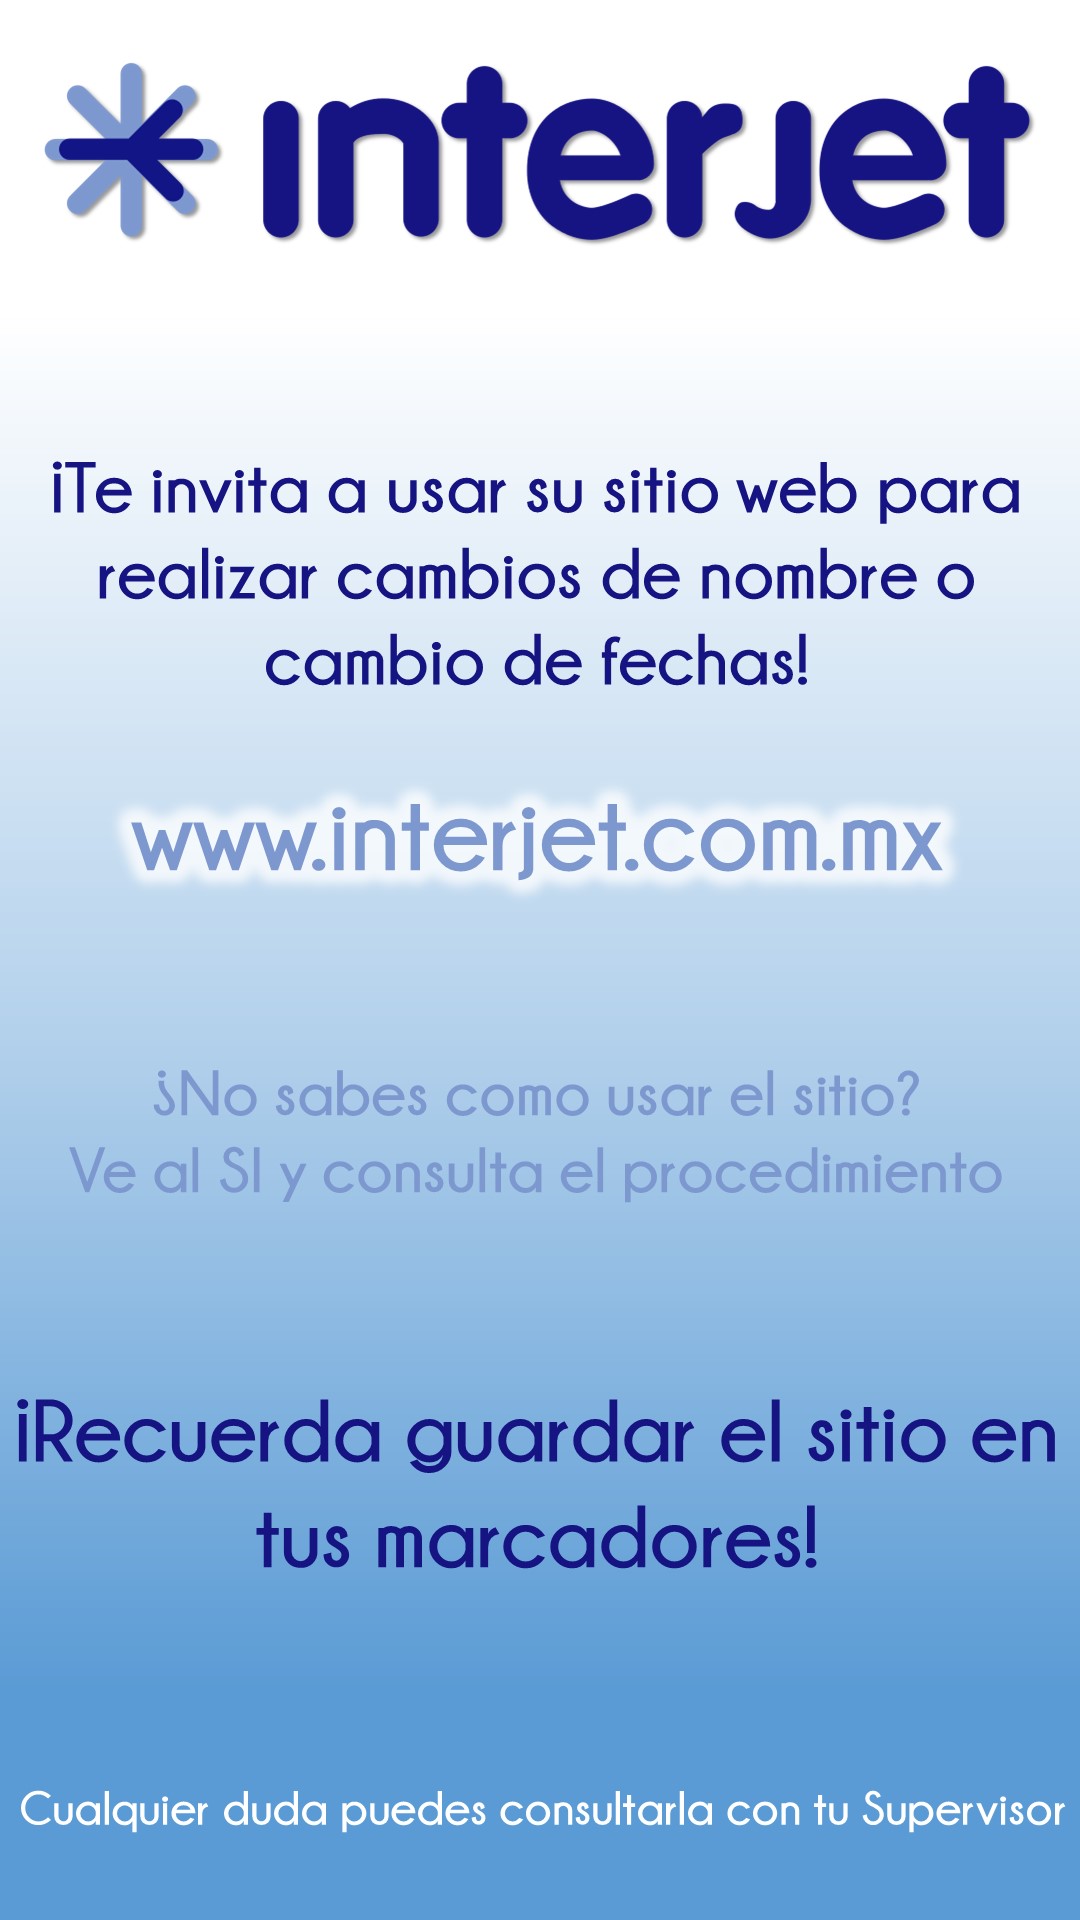 interjet
¡Te invita a usar su sitio web para
realizar cambios de nombre o
cambio de fechas!
www.interjet.com.mx
¿No sabes como usar el sitio?
Ve al SI y consulta el procedimiento
¡Recuerda guardar el sitio en
tus marcadores!
Cualquier duda puedes consultarla con tu Supervisor